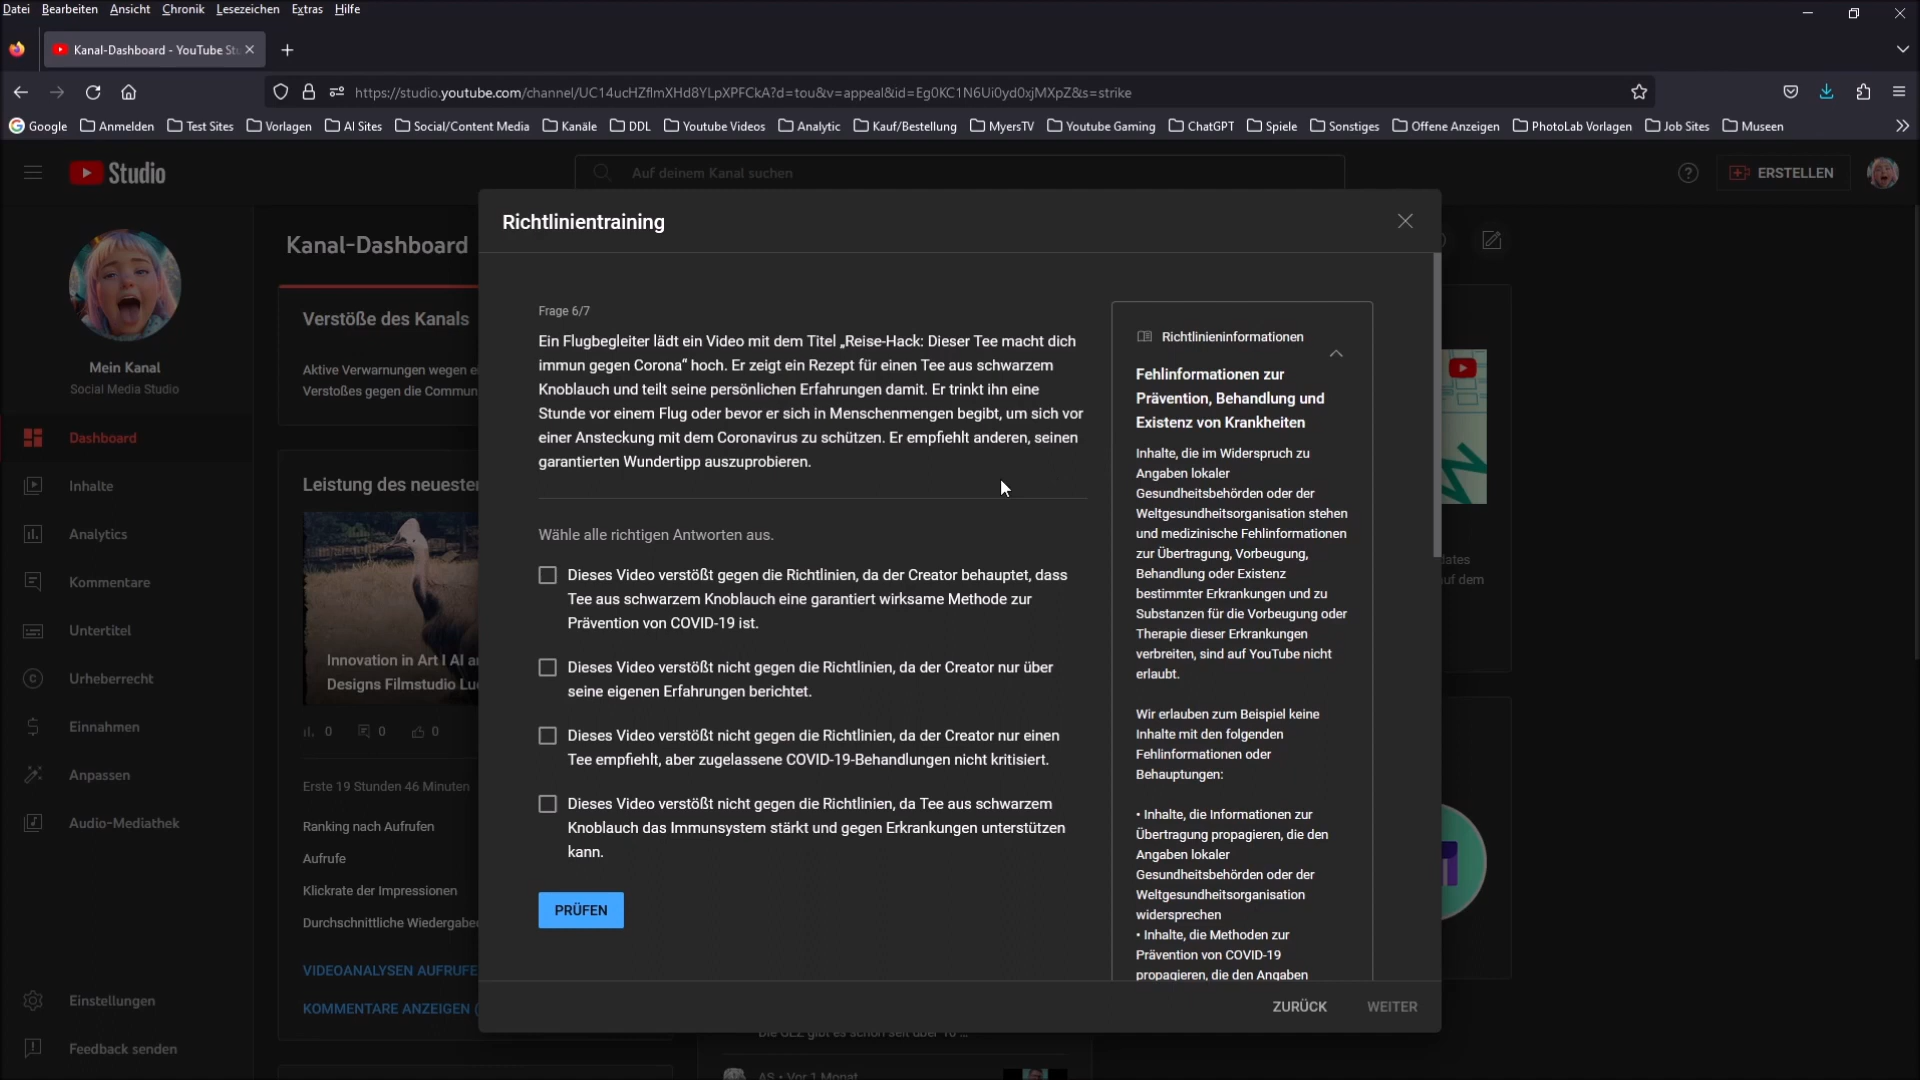 Datei Bearbeiten Ansicht Chronik Lesezeichen Extras Hilfe
Kanal-Dashboard - YouTube St
https://studio.youtube.com/channel/UC14ucHZflmXHd8YLpXPFCkA?d=tou&v=appeal&id=Eg0KC1N6Ui0yd0xjMXpZ&s=strike
Google Anmelden Test Sites Vorlagen AI Sites Social/Content Media Kanäle DDL Youtube Videos Analytic Kauf/Bestellung MyersTV Youtube Gaming ChatGPT Spiele Sonstiges Offene Anzeigen PhotoLab Vorlagen Job Sites Museen
Studio
Auf deinem Kanal suchen
ERSTELLEN
Mein Kanal
Social Media Studio
Dashboard
Inhalte
Analytics
Kommentare
Untertitel
Urheberrecht
Einnahmen
Anpassen
Audio-Mediathek
Einstellungen
Feedback senden
Kanal-Dashboard
Verstöße des Kanals
Aktive Verwarnungen wegen e
Verstoßes gegen die Commun
Leistung des neuester
Innovation in Art I AI a
Designs Filmstudio Lu
0 0 0
Erste 19 Stunden 46 Minuten
Ranking nach Aufrufen
Aufrufe
Klickrate der Impressionen
Durchschnittliche Wiedergabe
VIDEOANALYSEN AUFRUFE
KOMMENTARE ANZEIGEN (
Richtlinientraining
Frage 6/7
Ein Flugbegleiter lädt ein Video mit dem Titel „Reise-Hack: Dieser Tee macht dich
immun gegen Corona“ hoch. Er zeigt ein Rezept für einen Tee aus schwarzem
Knoblauch und teilt seine persönlichen Erfahrungen damit. Er trinkt ihn eine
Stunde vor einem Flug oder bevor er sich in Menschenmengen begibt, um sich vor
einer Ansteckung mit dem Coronavirus zu schützen. Er empfiehlt anderen, seinen
garantierten Wundertipp auszuprobieren.
Wähle alle richtigen Antworten aus.
Dieses Video verstößt gegen die Richtlinien, da der Creator behauptet, dass
Tee aus schwarzem Knoblauch eine garantiert wirksame Methode zur
Prävention von COVID-19 ist.
Dieses Video verstößt nicht gegen die Richtlinien, da der Creator nur über
seine eigenen Erfahrungen berichtet.
Dieses Video verstößt nicht gegen die Richtlinien, da der Creator nur einen
Tee empfiehlt, aber zugelassene COVID-19-Behandlungen nicht kritisiert.
Dieses Video verstößt nicht gegen die Richtlinien, da Tee aus schwarzem
Knoblauch das Immunsystem stärkt und gegen Erkrankungen unterstützen
kann.
PRÜFEN
Richtlinieninformationen
Fehlinformationen zur
Prävention, Behandlung und
Existenz von Krankheiten
Inhalte, die im Widerspruch zu
Angaben lokaler
Gesundheitsbehörden oder der
Weltgesundheitsorganisation stehen
und medizinische Fehlinformationen
zur Übertragung, Vorbeugung,
Behandlung oder Existenz
bestimmter Erkrankungen und zu
Substanzen für die Vorbeugung oder
Therapie dieser Erkrankungen
verbreiten, sind auf YouTube nicht
erlaubt.
Wir erlauben zum Beispiel keine
Inhalte mit den folgenden
Fehlinformationen oder
Behauptungen:
• Inhalte, die Informationen zur
Übertragung propagieren, die den
Angaben lokaler
Gesundheitsbehörden oder der
Weltgesundheitsorganisation
widersprechen
• Inhalte, die Methoden zur
Prävention von COVID-19
propagieren, die den Angaben
ZURÜCK WEITER
dates
uf dem
Die GEZ gibt es schon seit über 10 ...
AS • Vor 1 Monat